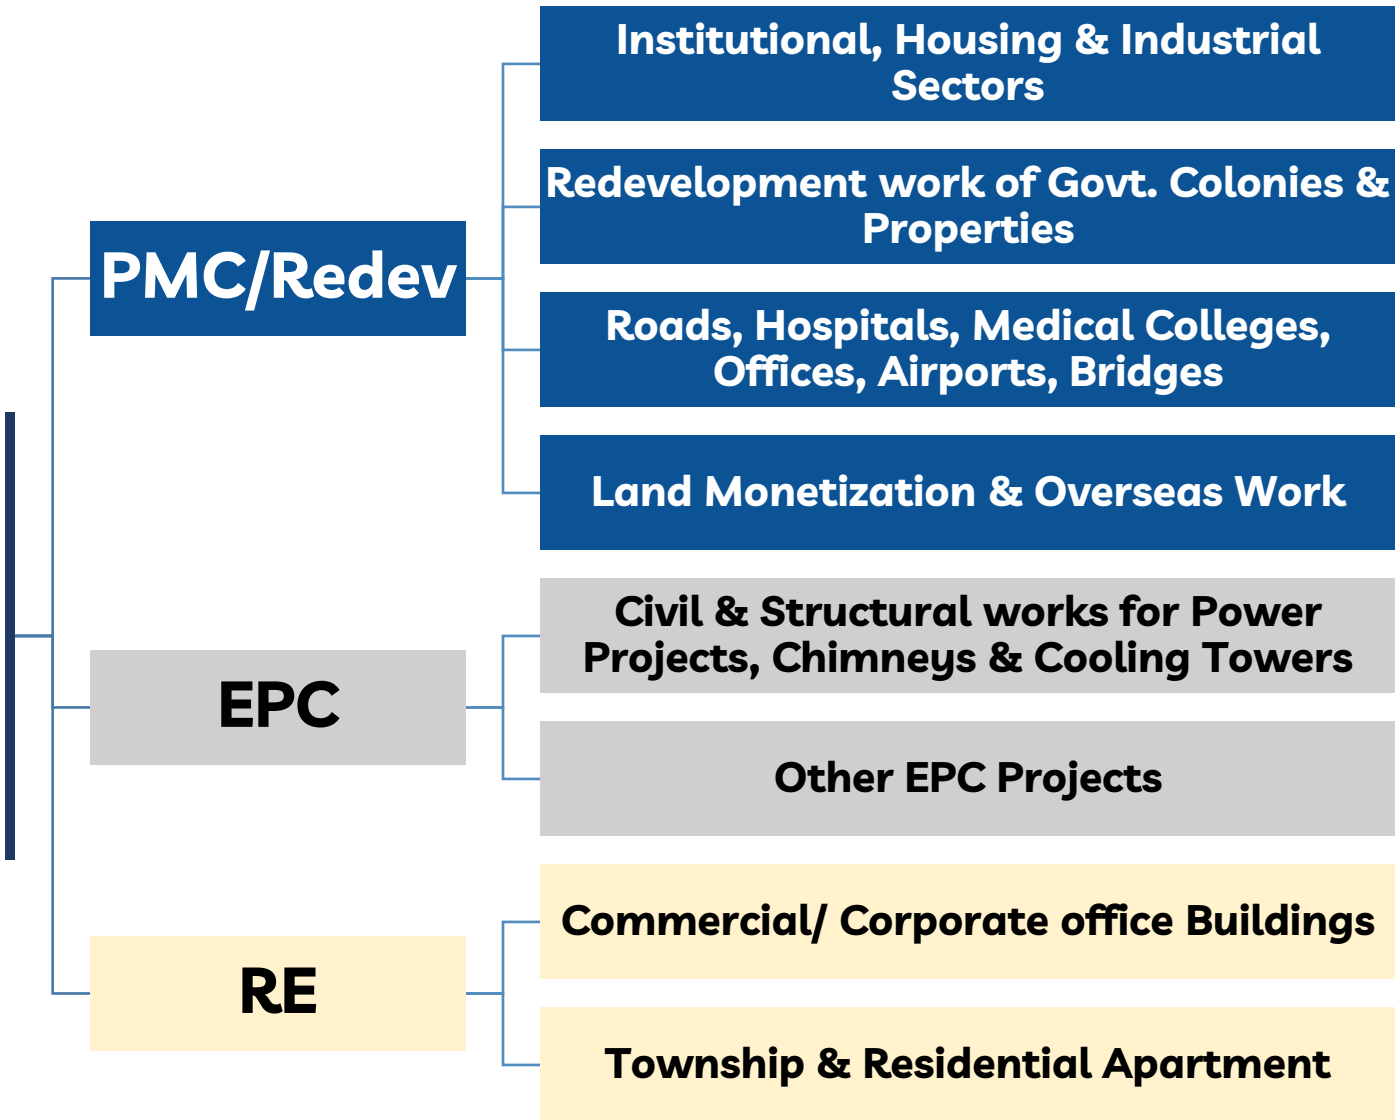 PMC/Redev
Institutional, Housing & Industrial
Sectors
Redevelopment work of Govt. Colonies &
Properties
Roads, Hospitals, Medical Colleges,
Offices, Airports, Bridges
Land Monetization & Overseas Work
EPC
Civil & Structural works for Power
Projects, Chimneys & Cooling Towers
Other EPC Projects
RE
Commercial/ Corporate office Buildings
Township & Residential Apartment